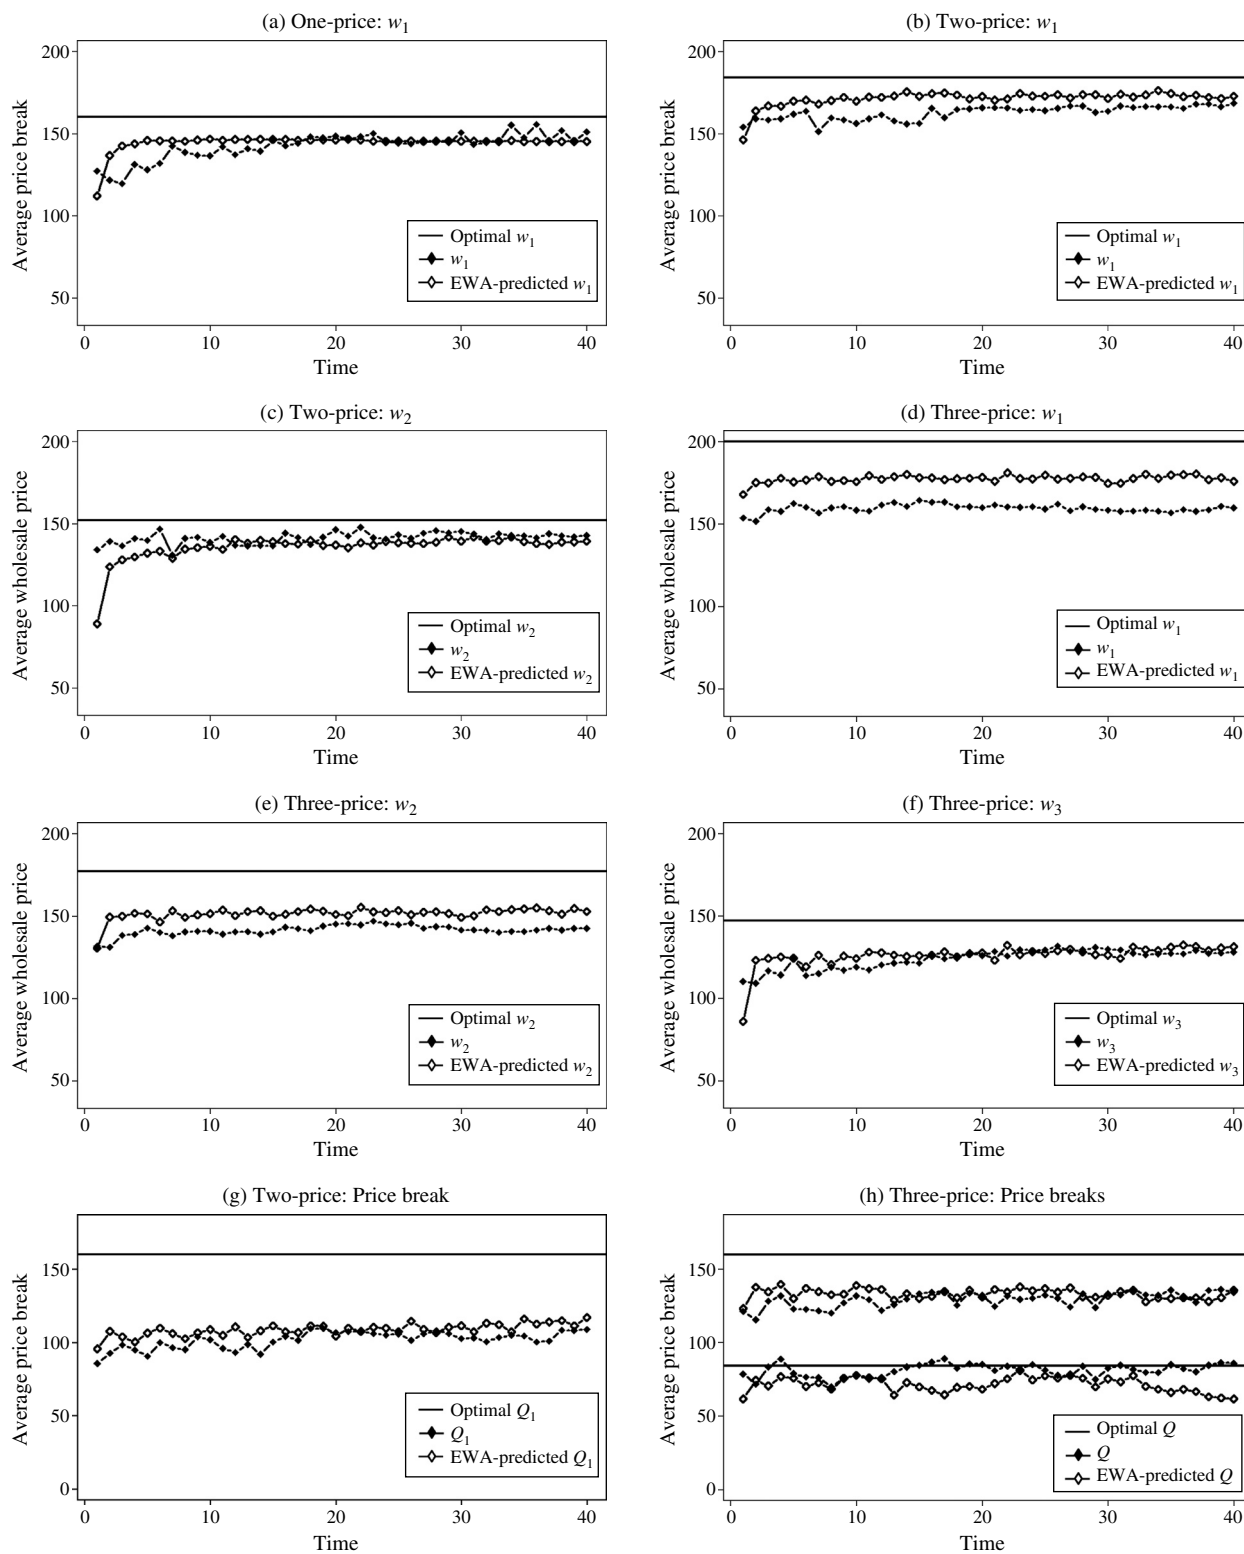 (a) One-price: w1
200
150
100
50
Average price break
Optimal w1
w1
EWA-predicted w1
0 10 20 30 40
Time
(b) Two-price: w1
200
150
100
50
Average price break
Optimal w1
w1
EWA-predicted w1
0 10 20 30 40
Time
(c) Two-price: w2
200
150
100
50
Average wholesale price
Optimal w2
w2
EWA-predicted w2
0 10 20 30 40
Time
(d) Three-price: w1
200
150
100
50
Average wholesale price
Optimal w1
w1
EWA-predicted w1
0 10 20 30 40
Time
(e) Three-price: w2
200
150
100
50
Average wholesale price
Optimal w2
w2
EWA-predicted w2
0 10 20 30 40
Time
(f) Three-price: w3
200
150
100
50
Average wholesale price
Optimal w3
w3
EWA-predicted w3
0 10 20 30 40
Time
(g) Two-price: Price break
150
100
50
0
Average price break
Optimal Q1
Q1
EWA-predicted Q1
0 10 20 30 40
Time
(h) Three-price: Price breaks
150
100
50
0
Average price break
Optimal Q
Q
EWA-predicted Q
0 10 20 30 40
Time